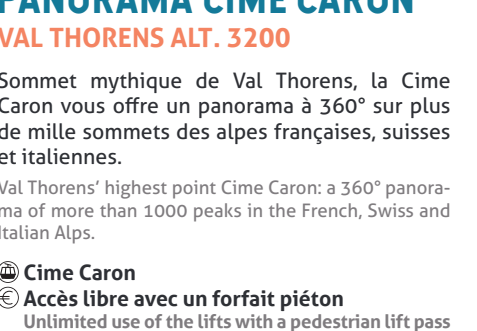 PANORAMA CIME CARON
VAL THORENS ALT. 3200
Sommet mythique de Val Thorens, la Cime
Caron vous offre un panorama à 360° sur plus
de mille sommets des alpes françaises, suisses
et italiennes.
Val Thorens’ highest point Cime Caron: a 360° panora-
ma of more than 1000 peaks in the French, Swiss and
Italian Alps.
Cime Caron
€ Accès libre avec un forfait piéton
Unlimited use of the lifts with a pedestrian lift pass